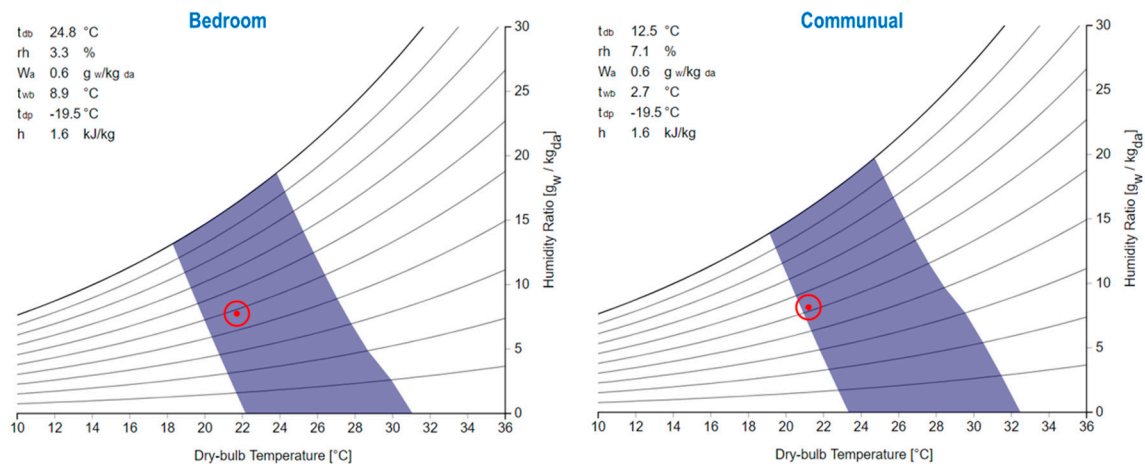 Bedroom
tdb 24.8 °C
rh 3.3 %
Wa 0.6 g w/kg da
twb 8.9 °C
tdp -19.5 °C
h 1.6 kJ/kg
30
25
20
15
10
5
0
Humidity Ratio [gw / kgda]
10 12 14 16 18 20 22 24 26 28 30 32 34 36
Dry-bulb Temperature [°C]
Communual
tdb 12.5 °C
rh 7.1 %
Wa 0.6 g w/kg da
twb 2.7 °C
tdp -19.5 °C
h 1.6 kJ/kg
30
25
20
15
10
5
0
Humidity Ratio [gw / kgda]
10 12 14 16 18 20 22 24 26 28 30 32 34 36
Dry-bulb Temperature [°C]